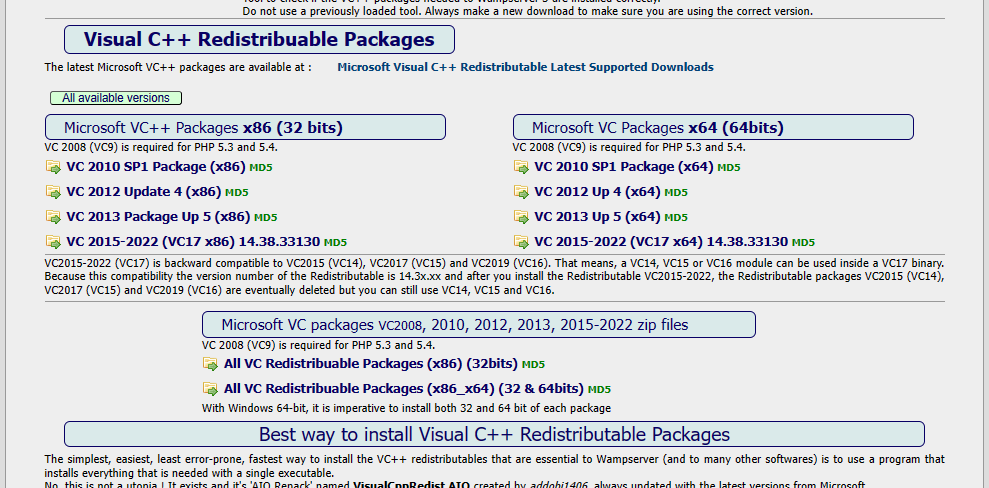 Tool to check if the VC++ packages needed to Wampserver 3 are installed correctly.
Do not use a previously loaded tool. Always make a new download to make sure you are using the correct version.
Visual C++ Redistribuable Packages
The latest Microsoft VC++ packages are available at : Microsoft Visual C++ Redistributable Latest Supported Downloads
All available versions
Microsoft VC++ Packages x86 (32 bits)
VC 2008 (VC9) is required for PHP 5.3 and 5.4.
VC 2010 SP1 Package (x86) MD5
VC 2012 Update 4 (x86) MD5
VC 2013 Package Up 5 (x86) MD5
VC 2015-2022 (VC17 x86) 14.38.33130 MD5
Microsoft VC Packages x64 (64bits)
VC 2008 (VC9) is required for PHP 5.3 and 5.4.
VC 2010 SP1 Package (x64) MD5
VC 2012 Up 4 (x64) MD5
VC 2013 Up 5 (x64) MD5
VC 2015-2022 (VC17 x64) 14.38.33130 MD5
VC2015-2022 (VC17) is backward compatible to VC2015 (VC14), VC2017 (VC15) and VC2019 (VC16). That means, a VC14, VC15 or VC16 module can be used inside a VC17 binary.
Because this compatibility the version number of the Redistributable is 14.3x.xx and after you install the Redistributable VC2015-2022, the Redistributable packages VC2015 (VC14),
VC2017 (VC15) and VC2019 (VC16) are eventually deleted but you can still use VC14, VC15 and VC16.
Microsoft VC packages VC2008, 2010, 2012, 2013, 2015-2022 zip files
VC 2008 (VC9) is required for PHP 5.3 and 5.4.
All VC Redistribuable Packages (x86) (32bits) MD5
All VC Redistribuable Packages (x86_x64) (32 & 64bits) MD5
With Windows 64-bit, it is imperative to install both 32 and 64 bit of each package
Best way to install Visual C++ Redistributable Packages
The simplest, easiest, least error-prone, fastest way to install the VC++ redistributables that are essential to Wampserver (and to many other softwares) is to use a program that
installs everything that is needed with a single executable.
No, this is not a utopia ! It exists and it's 'AIO Repack' named VisualCppRedist AIO created by abbodi1406, always updated with the latest versions from Microsoft.